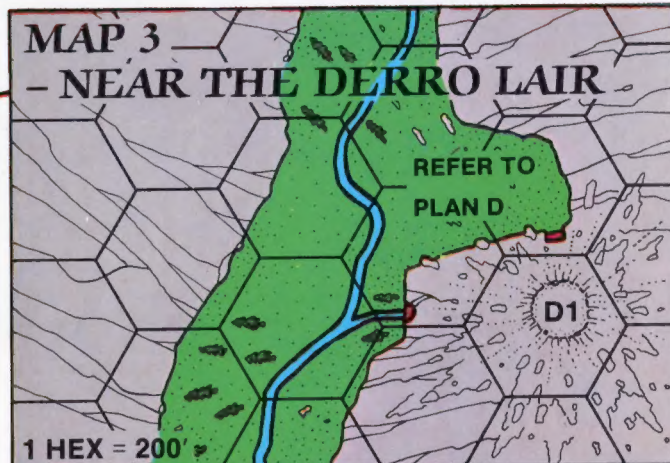 MAP 3
– NEAR THE DERRO LAIR
REFER TO
PLAN D
D1
1 HEX = 200'